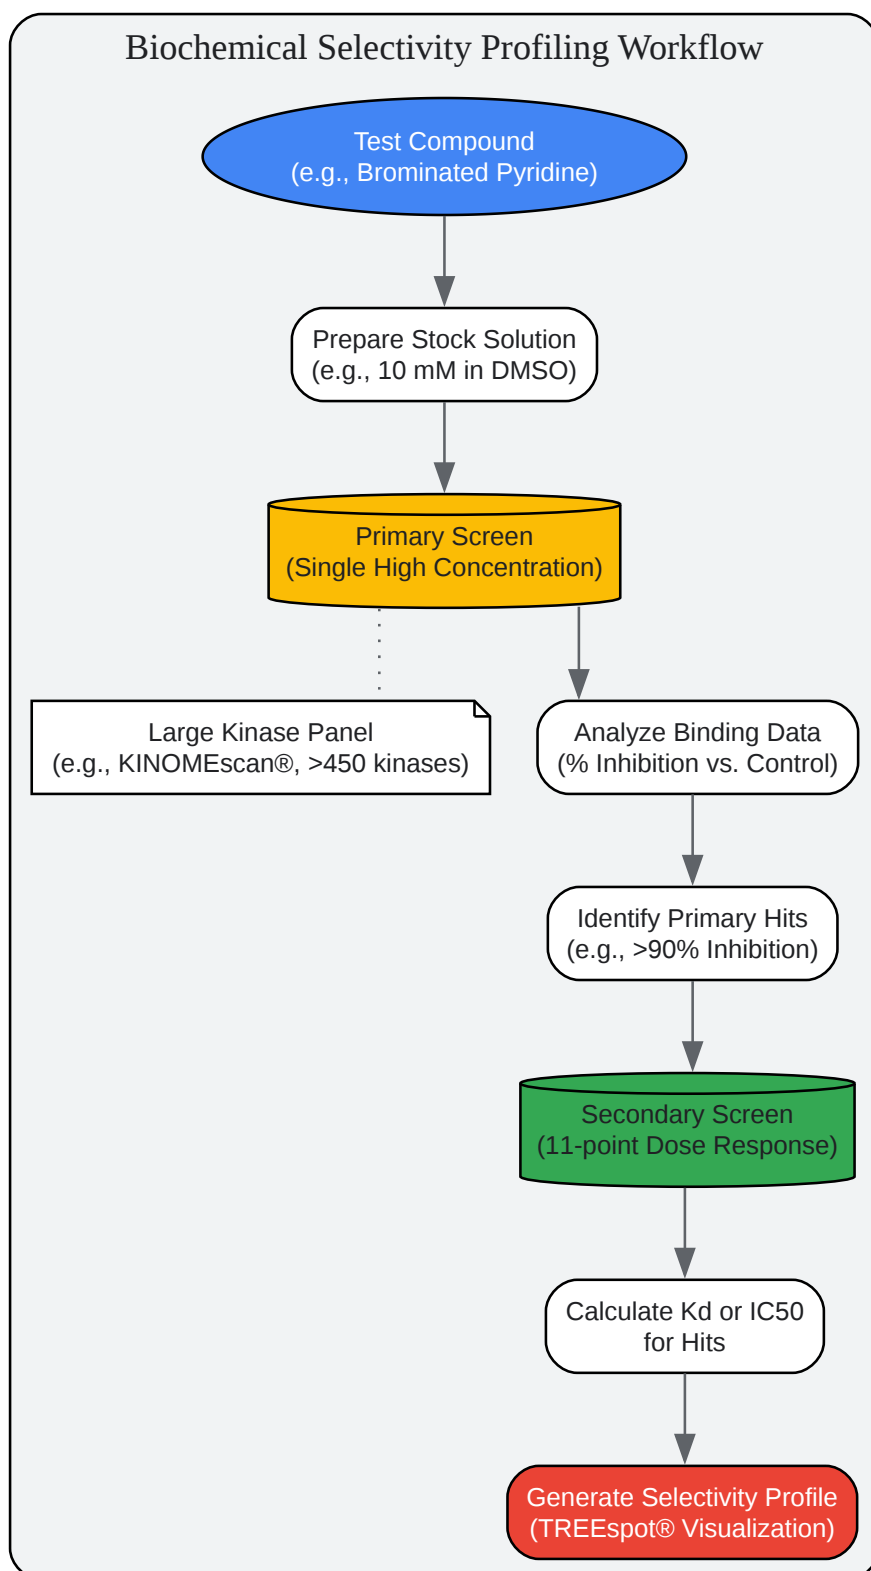 Biochemical Selectivity Profiling Workflow
Test Compound
(e.g., Brominated Pyridine)
Prepare Stock Solution
(e.g., 10 mM in DMSO)
Primary Screen
(Single High Concentration)
Large Kinase Panel
(e.g., KINOMEscan®, >450 kinases)
Analyze Binding Data
(% Inhibition vs. Control)
Identify Primary Hits
(e.g., >90% Inhibition)
Secondary Screen
(11-point Dose Response)
Calculate Kd or IC50
for Hits
Generate Selectivity Profile
(TREEspot® Visualization)